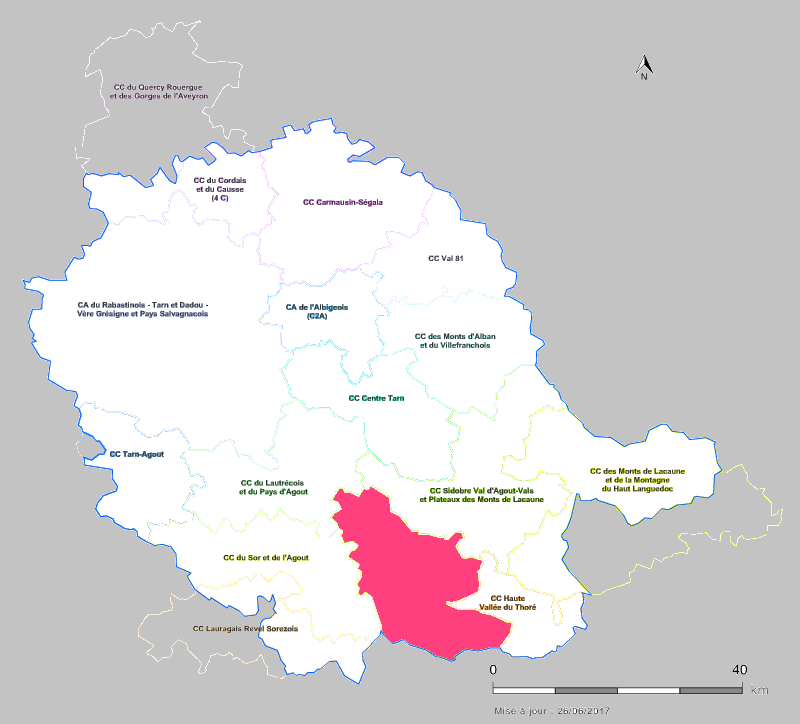 CC du Quercy Rouergue
et des Gorges de l'Aveyron
N
CC du Cordais
et du Causse
(4 C)
CC Carmausin-Ségala
CC Val 81
CA du Rabastinois - Tarn et Dadou -
Vère Grésigne et Pays Salvagnacois
CA de l'Albigeois
(C2A)
CC des Monts d'Alban
et du Villefranchois
CC Centre Tarn
CC Tarn-Agout
CC du Lautrécois
et du Pays d'Agout
CC Sidobre Val d'Agout-Vals
et Plateaux des Monts de Lacaune
CC des Monts de Lacaune
et de la Montagne
du Haut Languedoc
CC du Sor et de l'Agout
CC Haute
Vallée du Thoré
CC Lauragais Revel Sorezois
0 40
km
Mise à jour : 26/06/2017